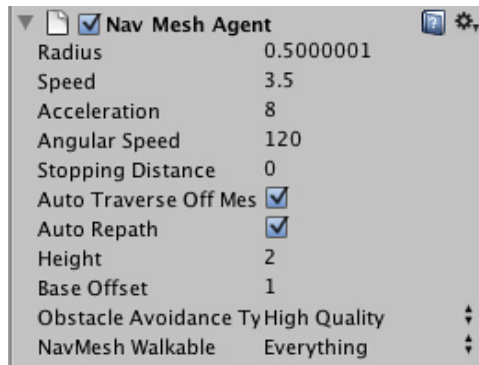 Nav Mesh Agent
Radius 0.5000001
Speed 3.5
Acceleration 8
Angular Speed 120
Stopping Distance 0
Auto Traverse Off Mes
Auto Repath
Height 2
Base Offset 1
Obstacle Avoidance Ty High Quality
NavMesh Walkable Everything